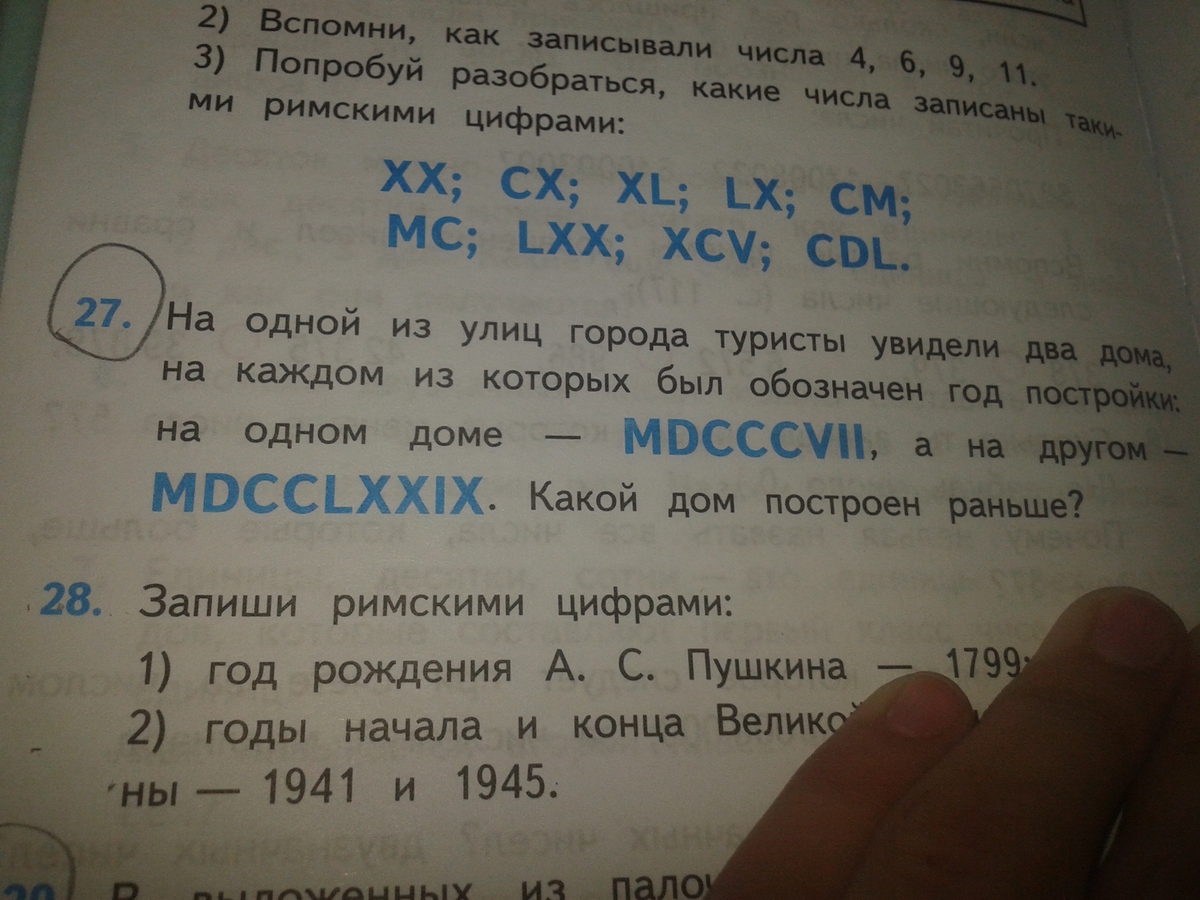 2) Вспомни, как записывали числа 4, 6, 9, 11.
3) Попробуй разобраться, какие числа записаны таки-
ми римскими цифрами:
XX; CX; XL; LX; CM;
MC; LXX; XCV; CDL.
27. На одной из улиц города туристы увидели два дома,
на каждом из которых был обозначен год постройки:
на одном доме — MDCCCVII, а на другом —
MDCCLXXIX. Какой дом построен раньше?
28. Запиши римскими цифрами:
1) год рождения А. С. Пушкина — 1799;
2) годы начала и конца Великой
ны — 1941 и 1945.
В выложенных из